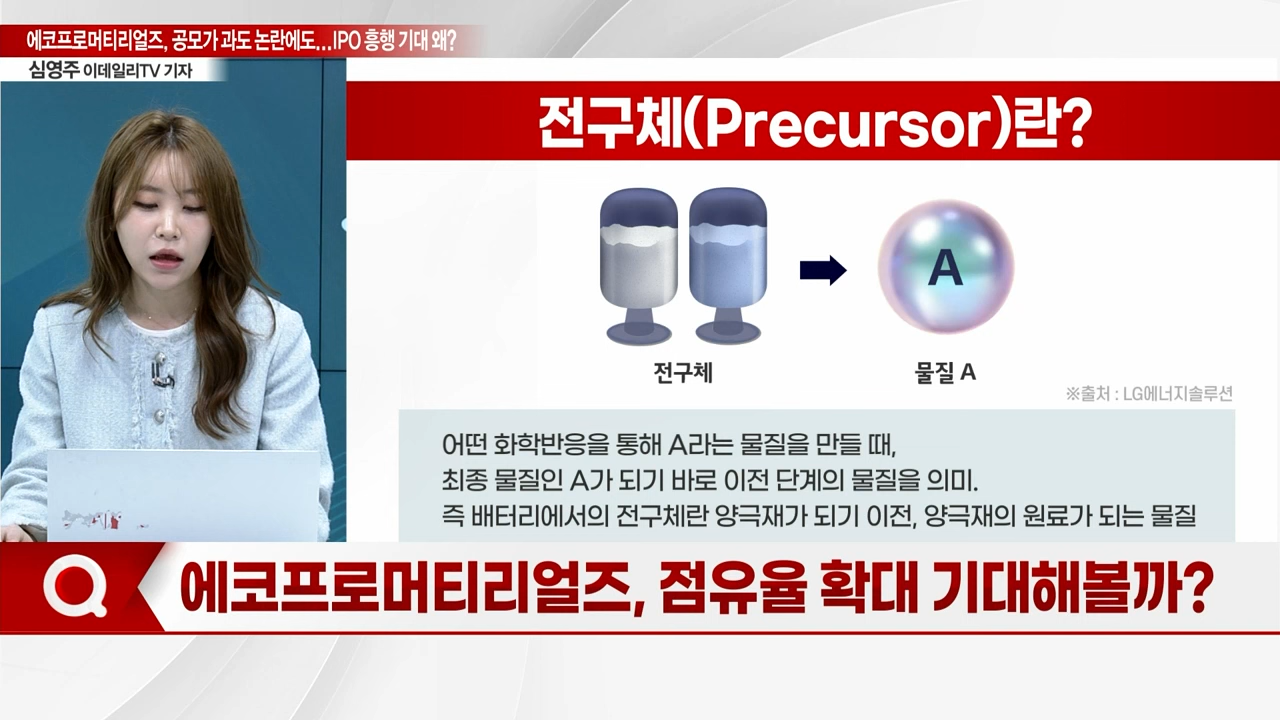 에코프로머티리얼즈, 공모가 과도 논란에도...IPO 흥행 기대 왜?
심영주 이데일리TV 기자
전구체(Precursor)란?
A
전구체
물질 A
※출처 : LG에너지솔루션
어떤 화학반응을 통해 A라는 물질을 만들 때,
최종 물질인 A가 되기 바로 이전 단계의 물질을 의미.
즉 배터리에서의 전구체란 양극재가 되기 이전, 양극재의 원료가 되는 물질
Q
에코프로머티리얼즈, 점유율 확대 기대해볼까?